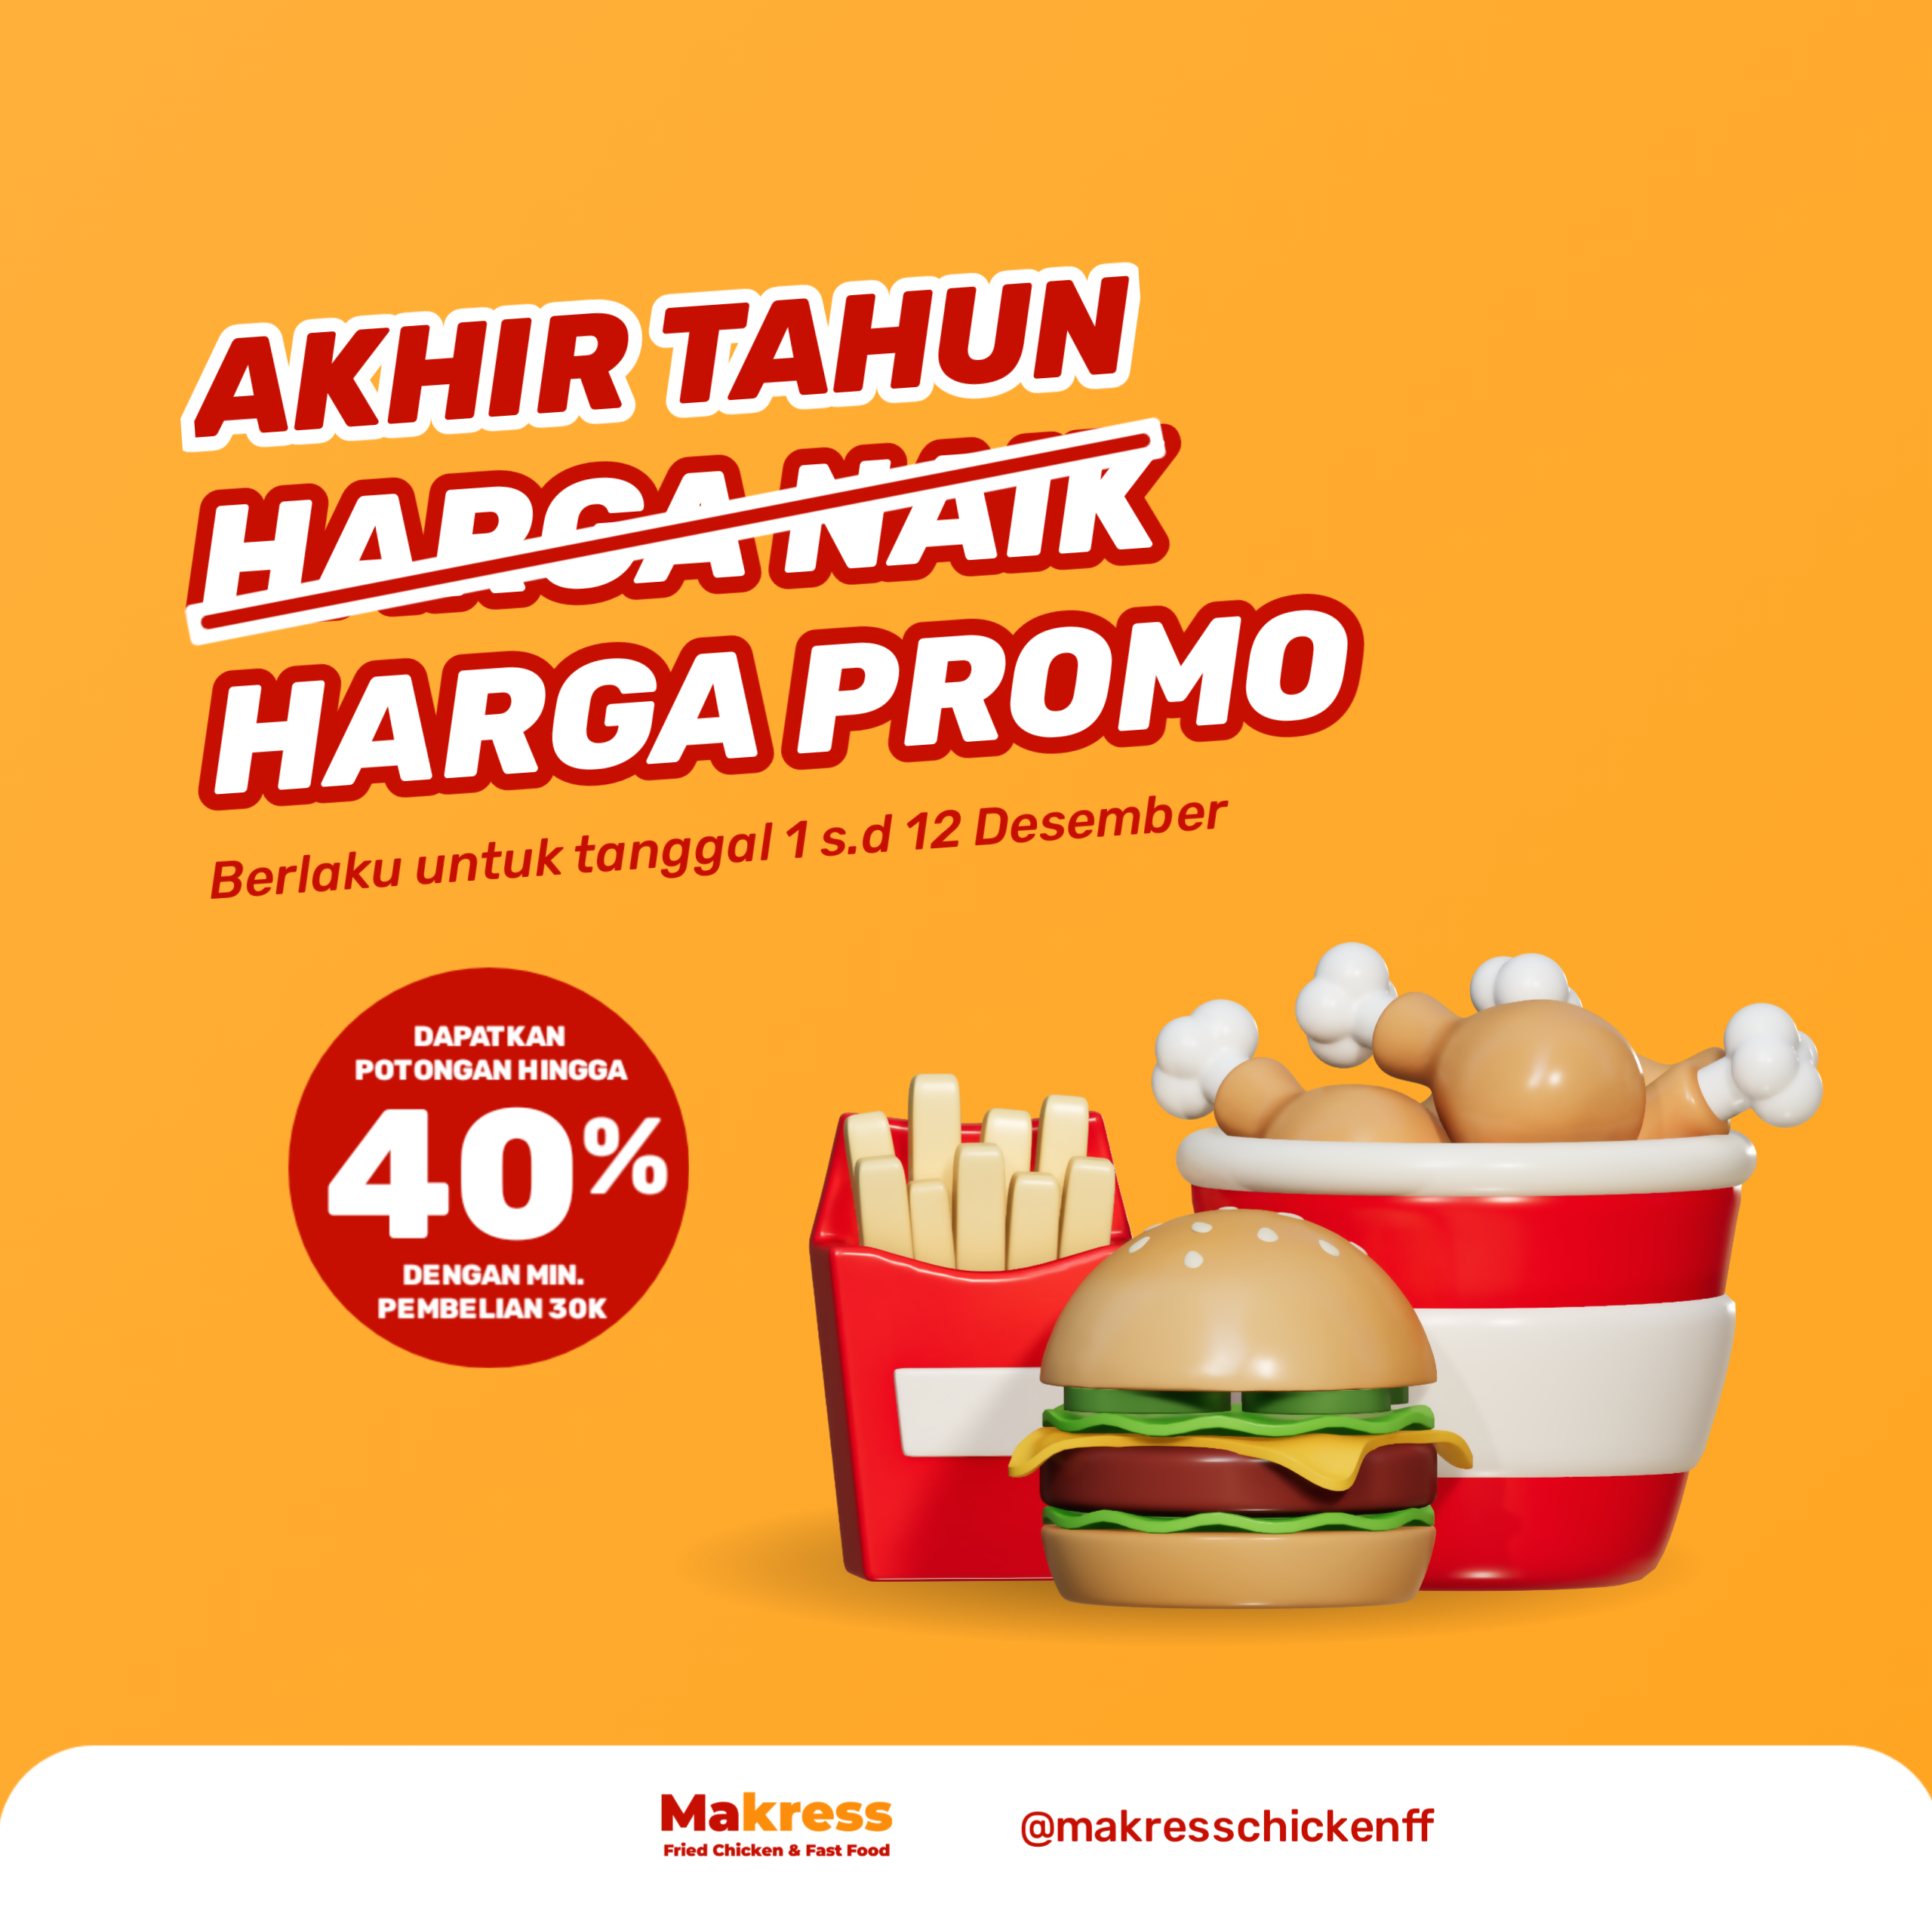 AKHIR TAHUN
HARGA NAIK
HARGA PROMO
Berlaku untuk tanggal 1 s.d 12 Desember
DAPATKAN
POTONGAN HINGGA
40%
DENGAN MIN.
PEMBELIAN 30K
Makress
Fried Chicken & Fast Food
@makresschickenff